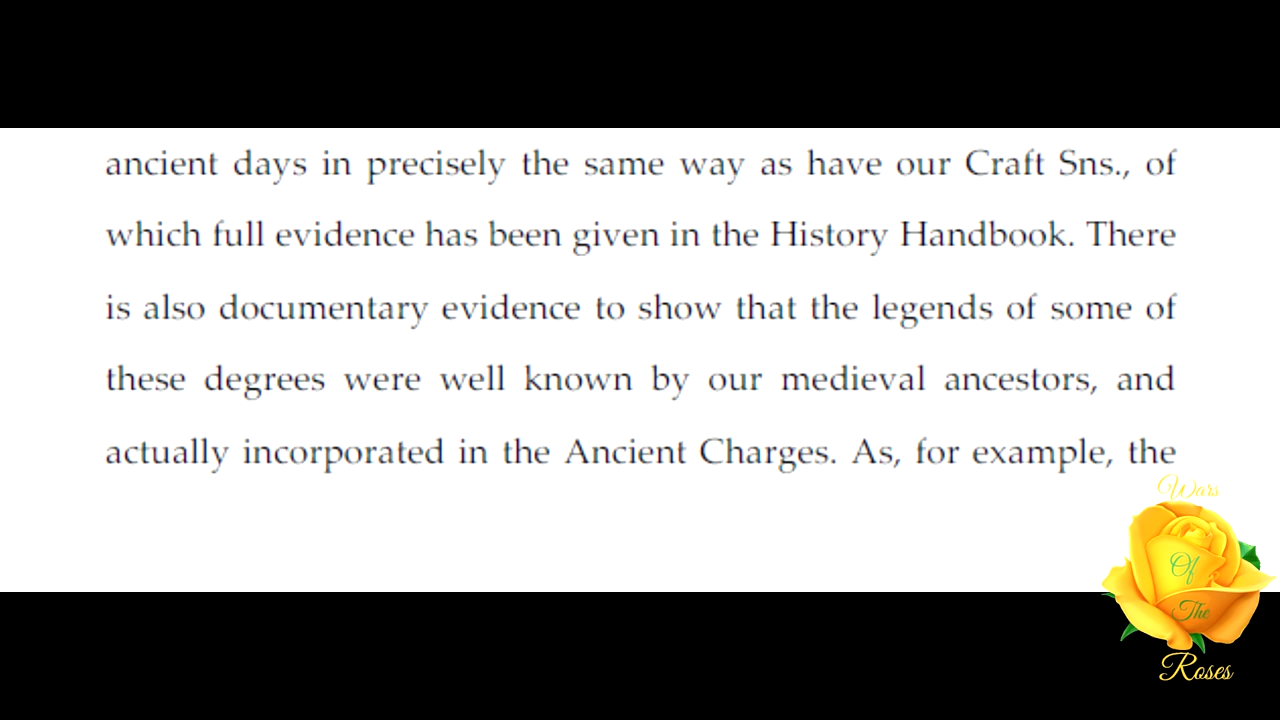 ancient days in precisely the same way as have our Craft Sns., of
which full evidence has been given in the History Handbook. There
is also documentary evidence to show that the legends of some of
these degrees were well known by our medieval ancestors, and
actually incorporated in the Ancient Charges. As, for example, the
Wars
Of
The
Roses